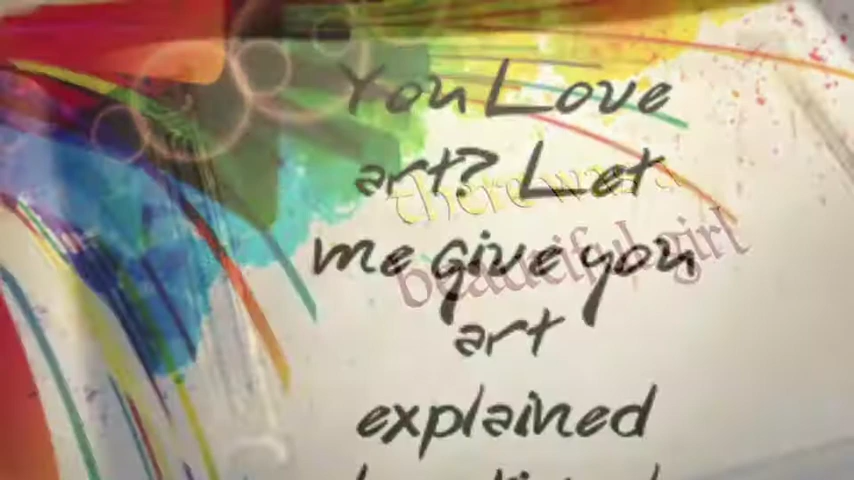 You Love
art? Let
there was a
me give you
beautiful girl
art
explained